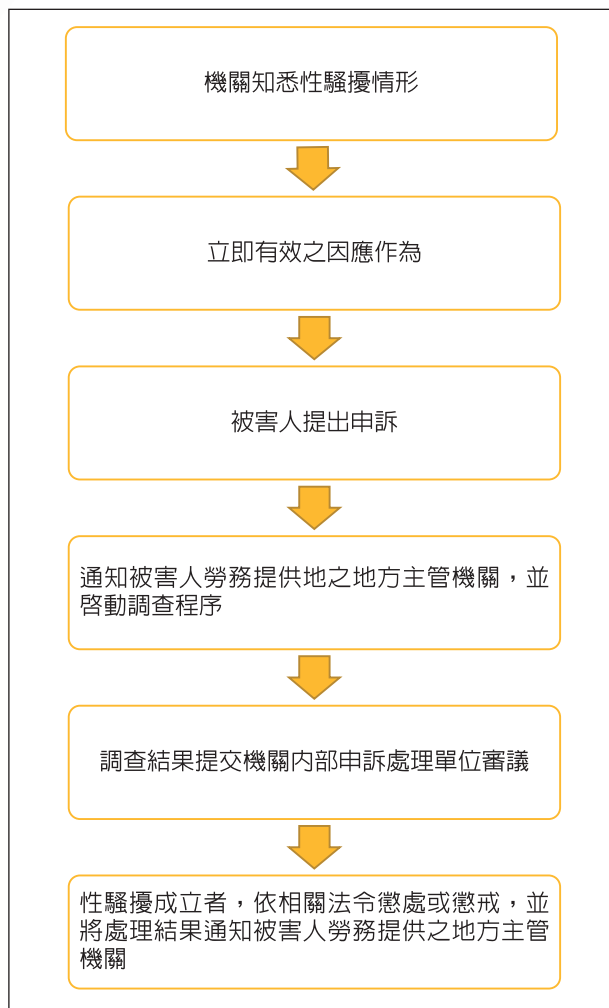 機關知悉性騷擾情形
立即有效之因應作為
被害人提出申訴
通知被害人勞務提供地之地方主管機關，並
啓動調查程序
調查結果提交機關內部申訴處理單位審議
性騷擾成立者，依相關法令懲處或懲戒，並
將處理結果通知被害人勞務提供之地方主管
機關